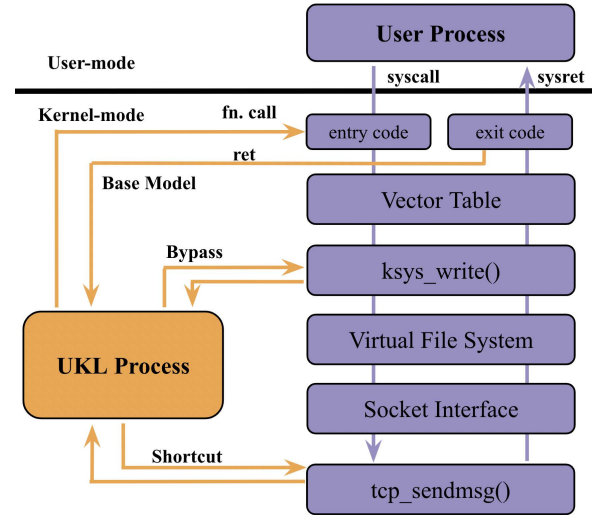 User Process
User-mode
syscall
sysret
Kernel-mode
fn. call
entry code
exit code
ret
Base Model
Vector Table
Bypass
ksys_write()
Virtual File System
UKL Process
Socket Interface
Shortcut
tcp_sendmsg()